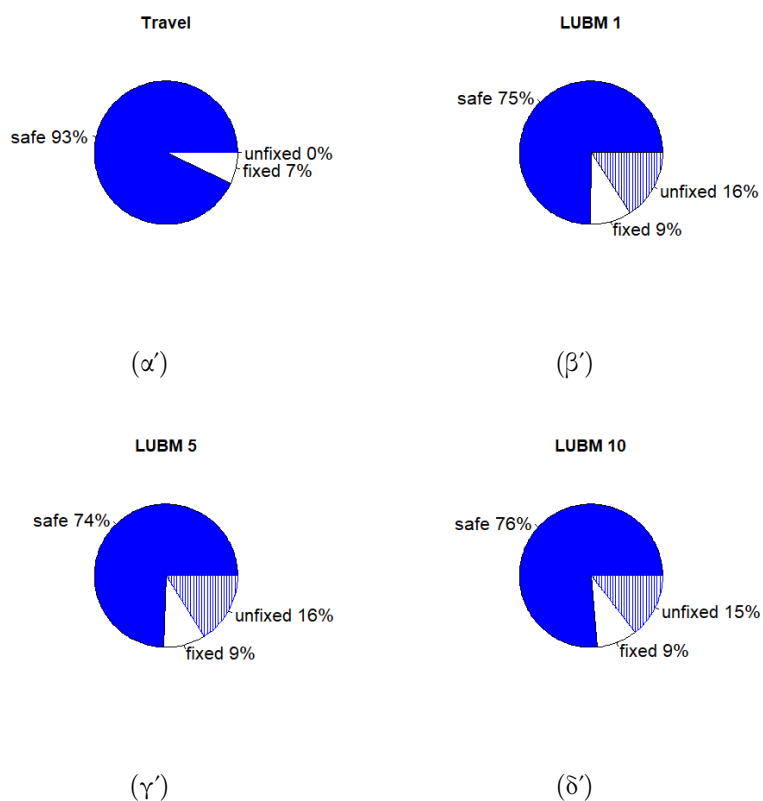 Travel
safe 93%
unfixed 0%
fixed 7%
(α′)
LUBM 1
safe 75%
unfixed 16%
fixed 9%
(β′)
LUBM 5
safe 74%
unfixed 16%
fixed 9%
(γ′)
LUBM 10
safe 76%
unfixed 15%
fixed 9%
(δ′)